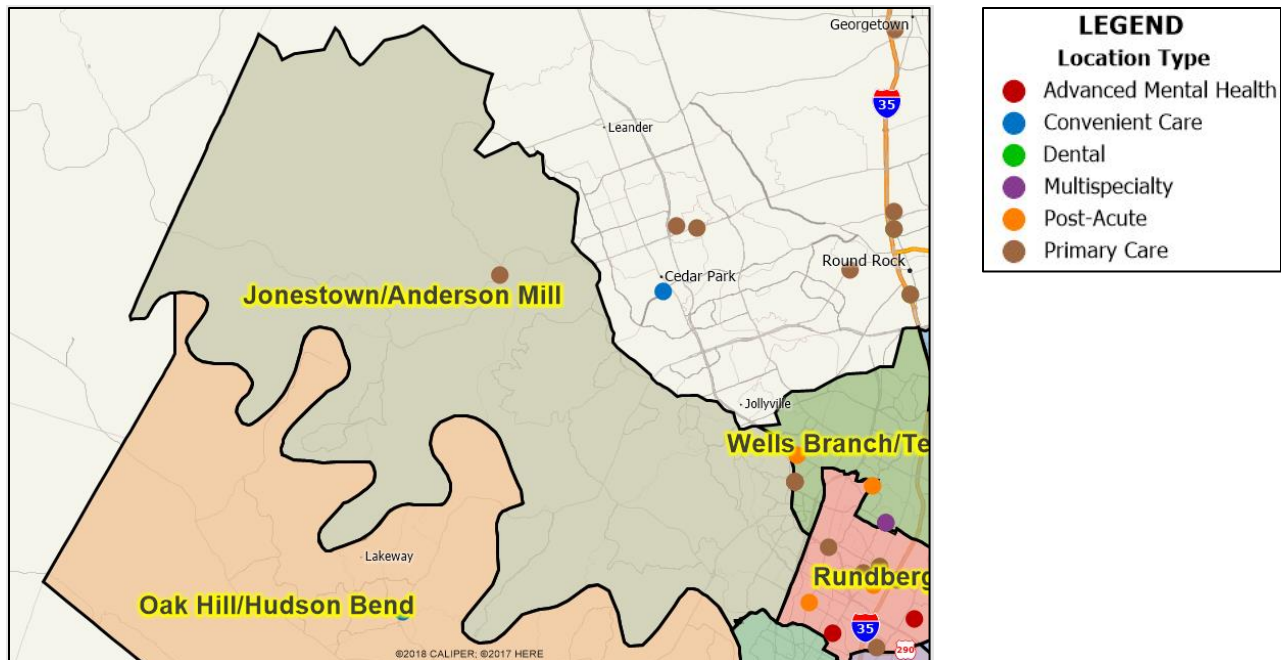 Georgetown
35
Leander
Cedar Park
Round Rock
Jonestown/Anderson Mill
Jollyville
Wells Branch/Te
Lakeway
Rundberg
Oak Hill/Hudson Bend
35
290
©2018 CALIPER; ©2017 HERE
LEGEND
Location Type
Advanced Mental Health
Convenient Care
Dental
Multispecialty
Post-Acute
Primary Care